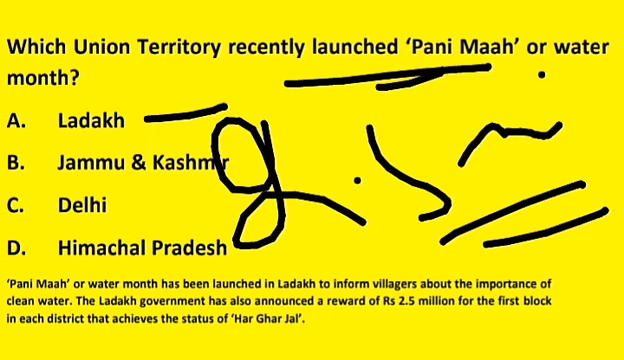 Which Union Territory recently launched ‘Pani Maah’ or water
month?
A. Ladakh
B. Jammu & Kashmir
C. Delhi
D. Himachal Pradesh
‘Pani Maah’ or water month has been launched in Ladakh to inform villagers about the importance of
clean water. The Ladakh government has also announced a reward of Rs 2.5 million for the first block
in each district that achieves the status of ‘Har Ghar Jal’.